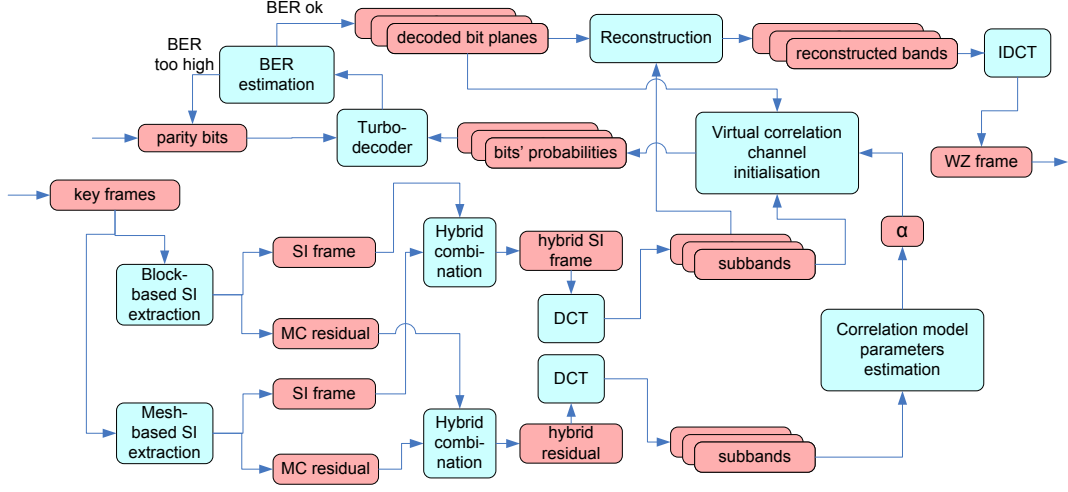 BER ok
decoded bit planes
Reconstruction
reconstructed bands
IDCT
BER
too high
BER
estimation
parity bits
Turbo-
decoder
bits' probabilities
Virtual correlation
channel
initialisation
WZ frame
key frames
α
SI frame
Hybrid
combi-
nation
hybrid SI
frame
subbands
Block-
based SI
extraction
DCT
MC residual
Correlation model
parameters
estimation
DCT
SI frame
Mesh-
based SI
extraction
Hybrid
combi-
nation
hybrid
residual
subbands
MC residual